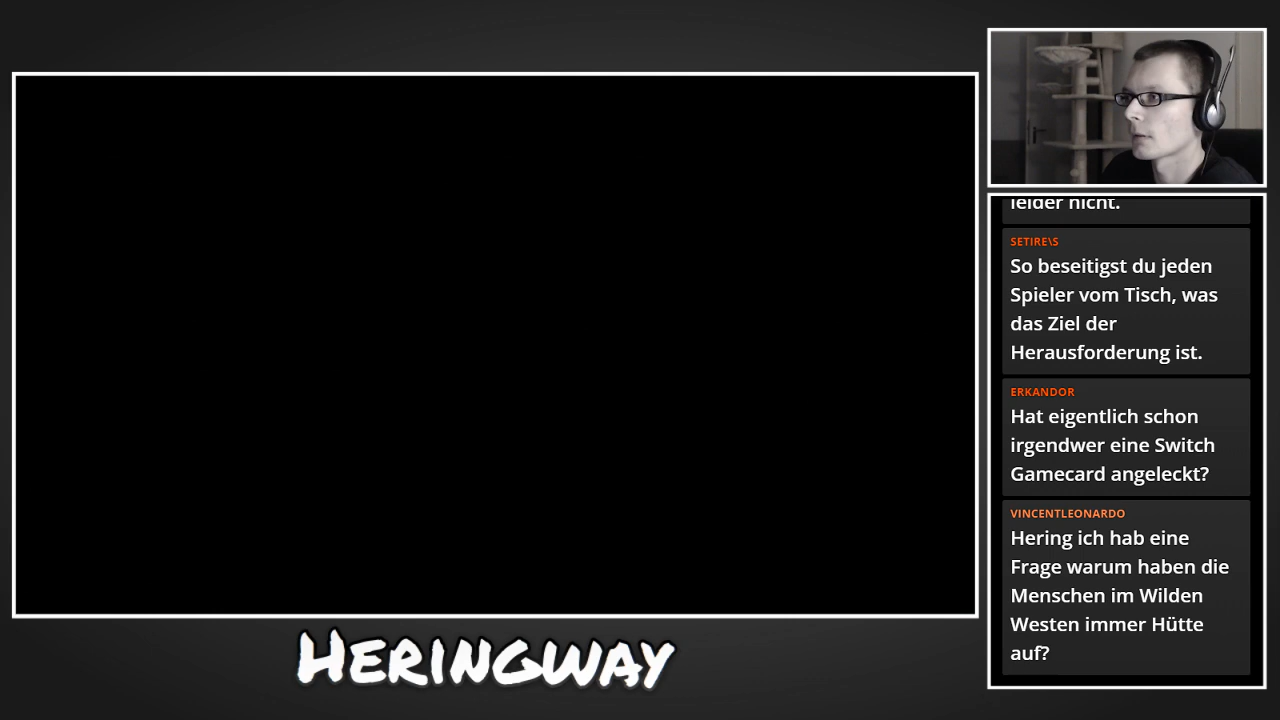 leider nicht.
SETIRE\S
So beseitigst du jeden
Spieler vom Tisch, was
das Ziel der
Herausforderung ist.
ERKANDOR
Hat eigentlich schon
irgendwer eine Switch
Gamecard angeleckt?
VINCENTLEONARDO
Hering ich hab eine
Frage warum haben die
Menschen im Wilden
Westen immer Hütte
auf?
HERINGWAY